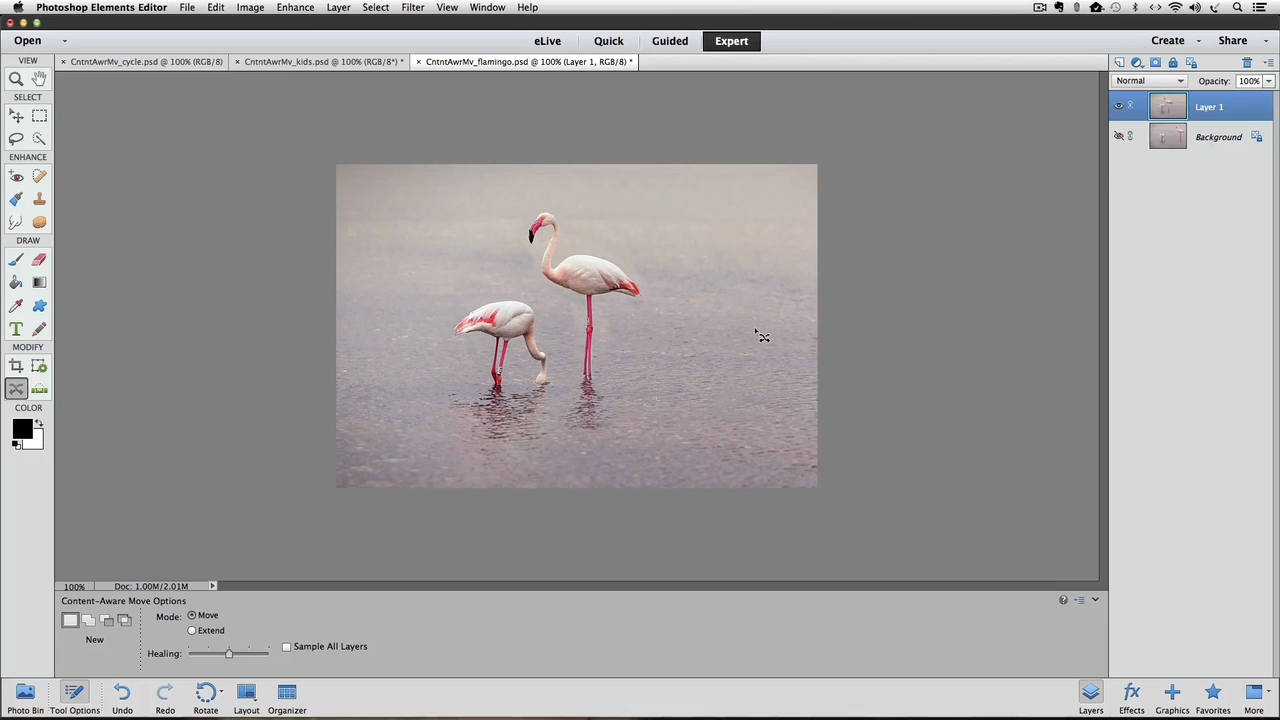 Photoshop Elements Editor File Edit Image Enhance Layer Select Filter View Window Help
Open eLive Quick Guided Expert Create Share
VIEW × CntntAwrMv_cycle.psd @ 100% (RGB/8) × CntntAwrMv_kids.psd @ 100% (RGB/8*) * × CntntAwrMv_flamingo.psd @ 100% (Layer 1, RGB/8) *
Normal Opacity: 100%
SELECT
Layer 1
Background
ENHANCE
DRAW
T
MODIFY
COLOR
100% Doc: 1.00M/2.01M
Content-Aware Move Options
Mode: Move
Extend
New
Healing:
Sample All Layers
Photo Bin Tool Options Undo Redo Rotate Layout Organizer Layers Effects Graphics Favorites More